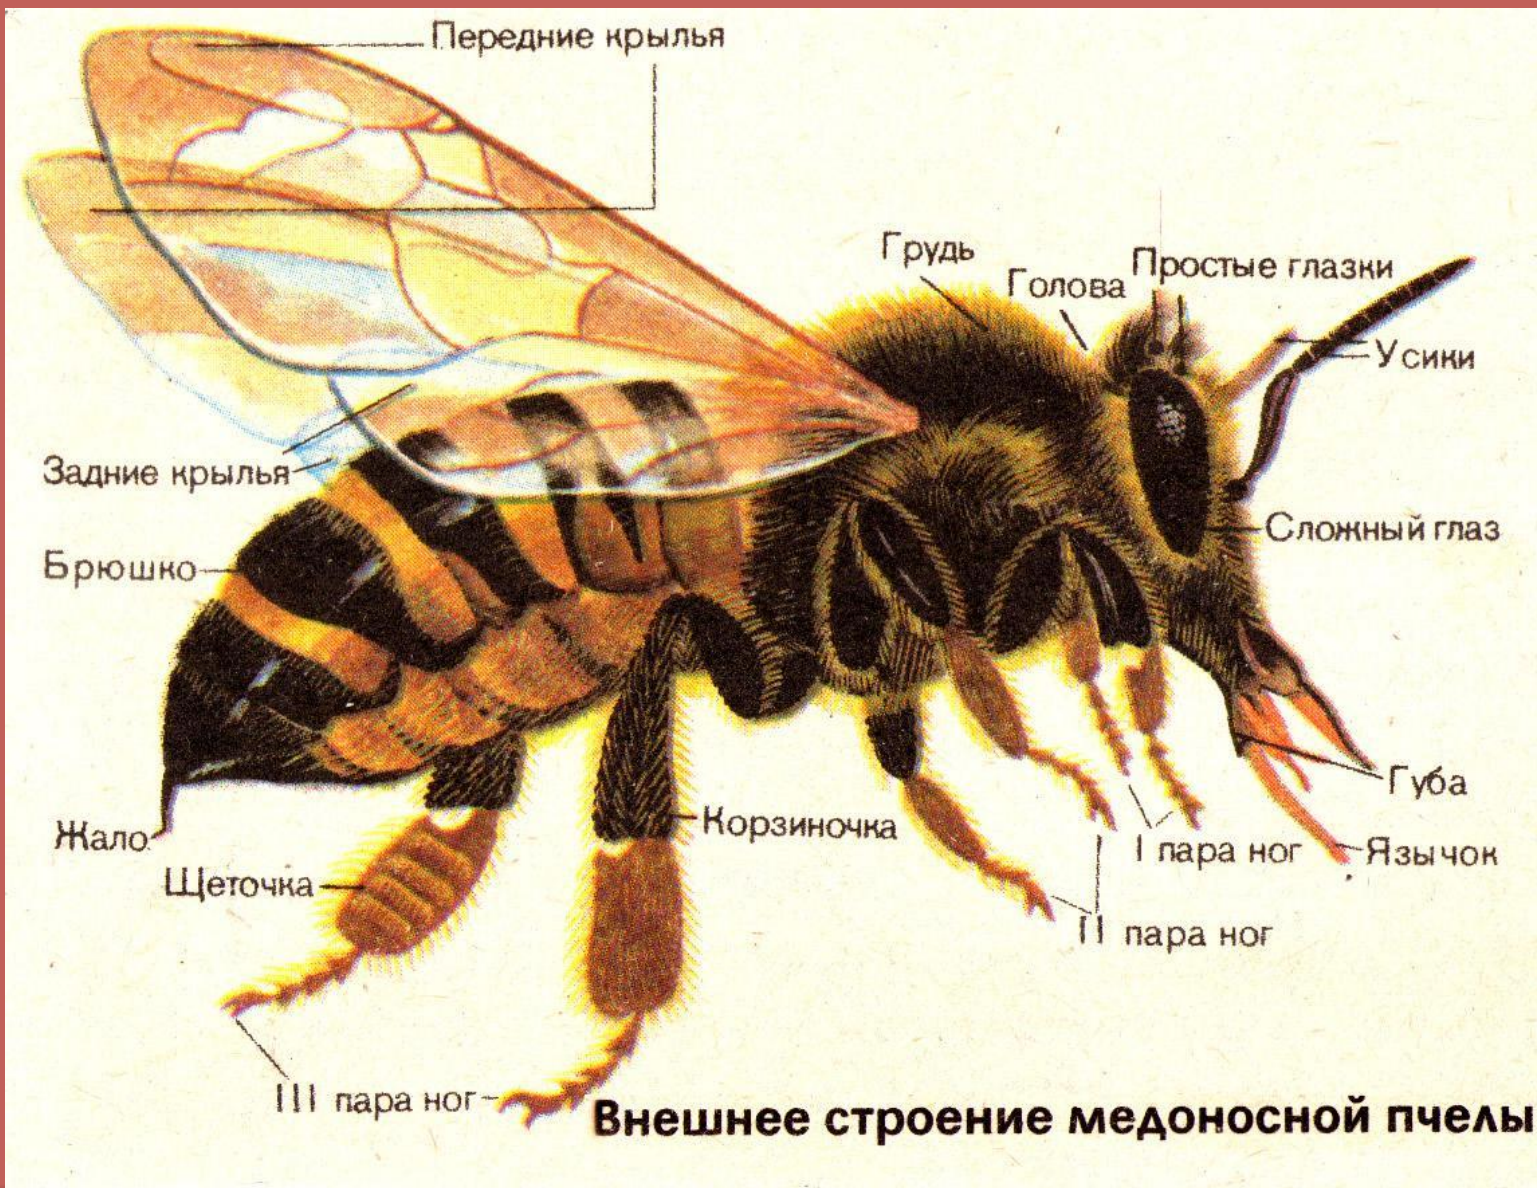 Передние крылья
Грудь
Голова
Простые глазки
Усики
Задние крылья
Сложный глаз
Брюшко
Губа
Жало
Корзиночка
I пара ног
Язычок
Щеточка
II пара ног
III пара ног
Внешнее строение медоносной пчелы